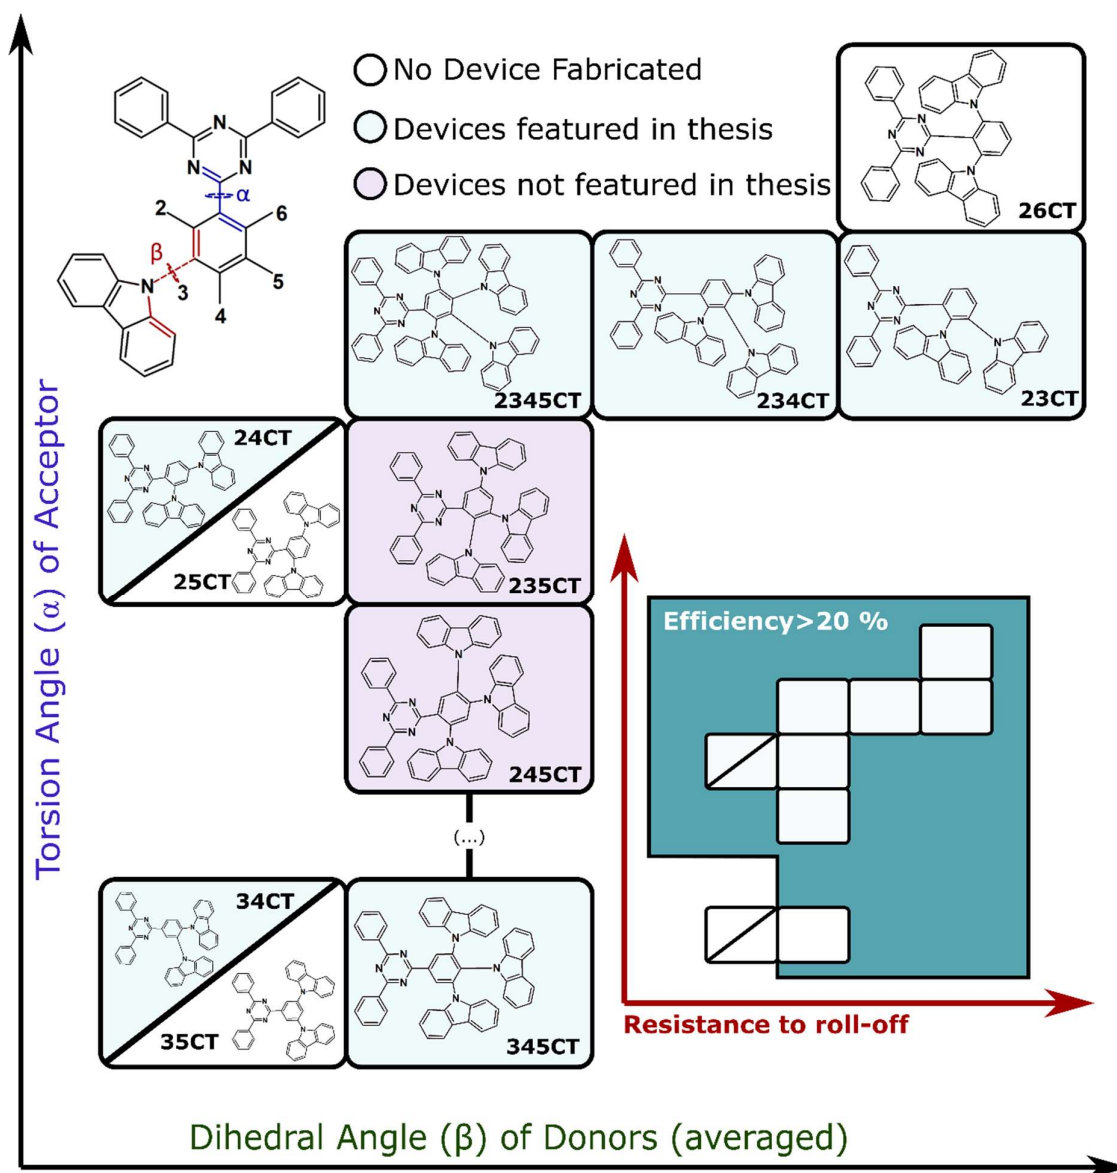 No Device Fabricated
Devices featured in thesis
Devices not featured in thesis
N
N N
α
2 6
β
N
3 5
4
26CT
2345CT
234CT
23CT
24CT
25CT
235CT
245CT
(...)
34CT
35CT
345CT
Efficiency>20 %
Resistance to roll-off
Torsion Angle (α) of Acceptor
Dihedral Angle (β) of Donors (averaged)